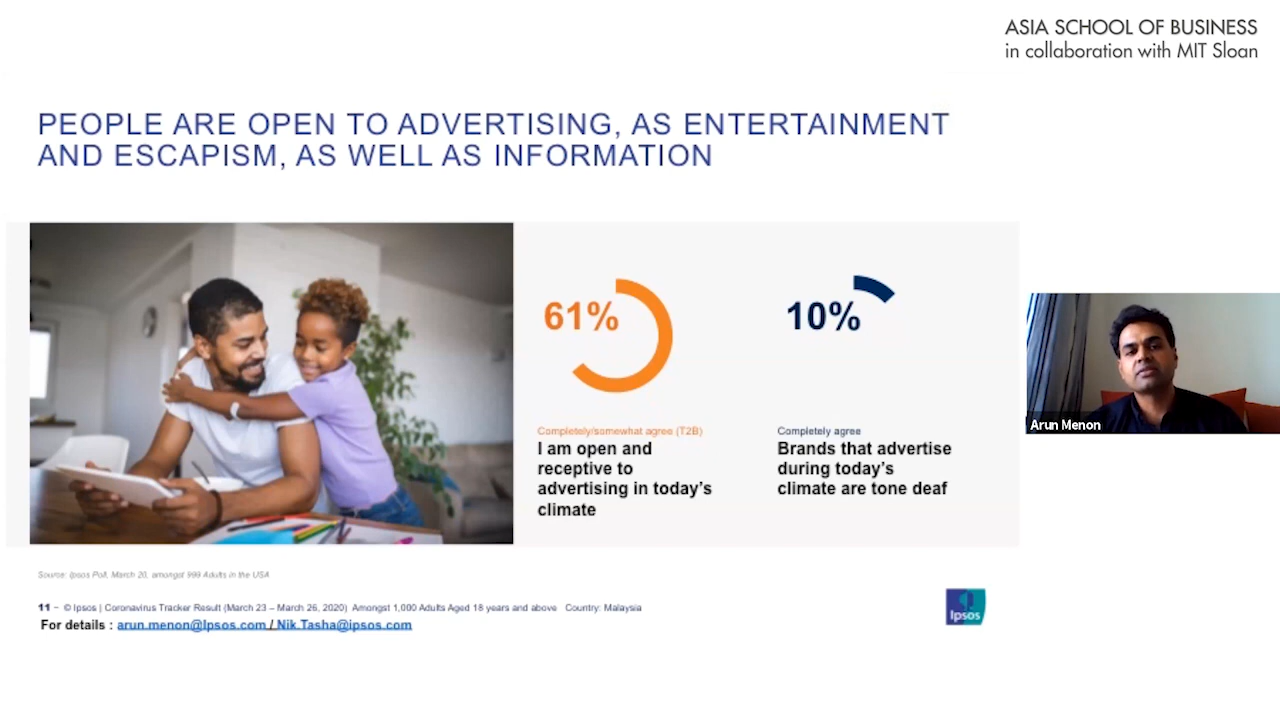 ASIA SCHOOL OF BUSINESS
in collaboration with MIT Sloan
PEOPLE ARE OPEN TO ADVERTISING, AS ENTERTAINMENT
AND ESCAPISM, AS WELL AS INFORMATION
61%
Completely/somewhat agree (T2B)
I am open and
receptive to
advertising in today's
climate
10%
Completely agree
Brands that advertise
during today's
climate are tone deaf
Arun Menon
Source: Ipsos Poll, March 20, amongst 999 Adults in the USA
11 – © Ipsos | Coronavirus Tracker Result (March 23 – March 26, 2020) Amongst 1,000 Adults Aged 18 years and above Country: Malaysia
For details : arun.menon@Ipsos.com / Nik.Tasha@ipsos.com
Ipsos